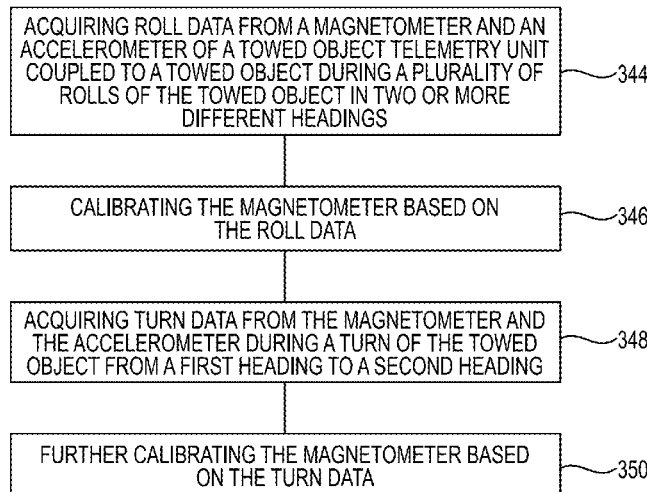 ACQUIRING ROLL DATA FROM A MAGNETOMETER AND AN
ACCELEROMETER OF A TOWED OBJECT TELEMETRY UNIT
COUPLED TO A TOWED OBJECT DURING A PLURALITY OF
ROLLS OF THE TOWED OBJECT IN TWO OR MORE
DIFFERENT HEADINGS
344
CALIBRATING THE MAGNETOMETER BASED ON
THE ROLL DATA
346
ACQUIRING TURN DATA FROM THE MAGNETOMETER AND
THE ACCELEROMETER DURING A TURN OF THE TOWED
OBJECT FROM A FIRST HEADING TO A SECOND HEADING
348
FURTHER CALIBRATING THE MAGNETOMETER BASED
ON THE TURN DATA
350